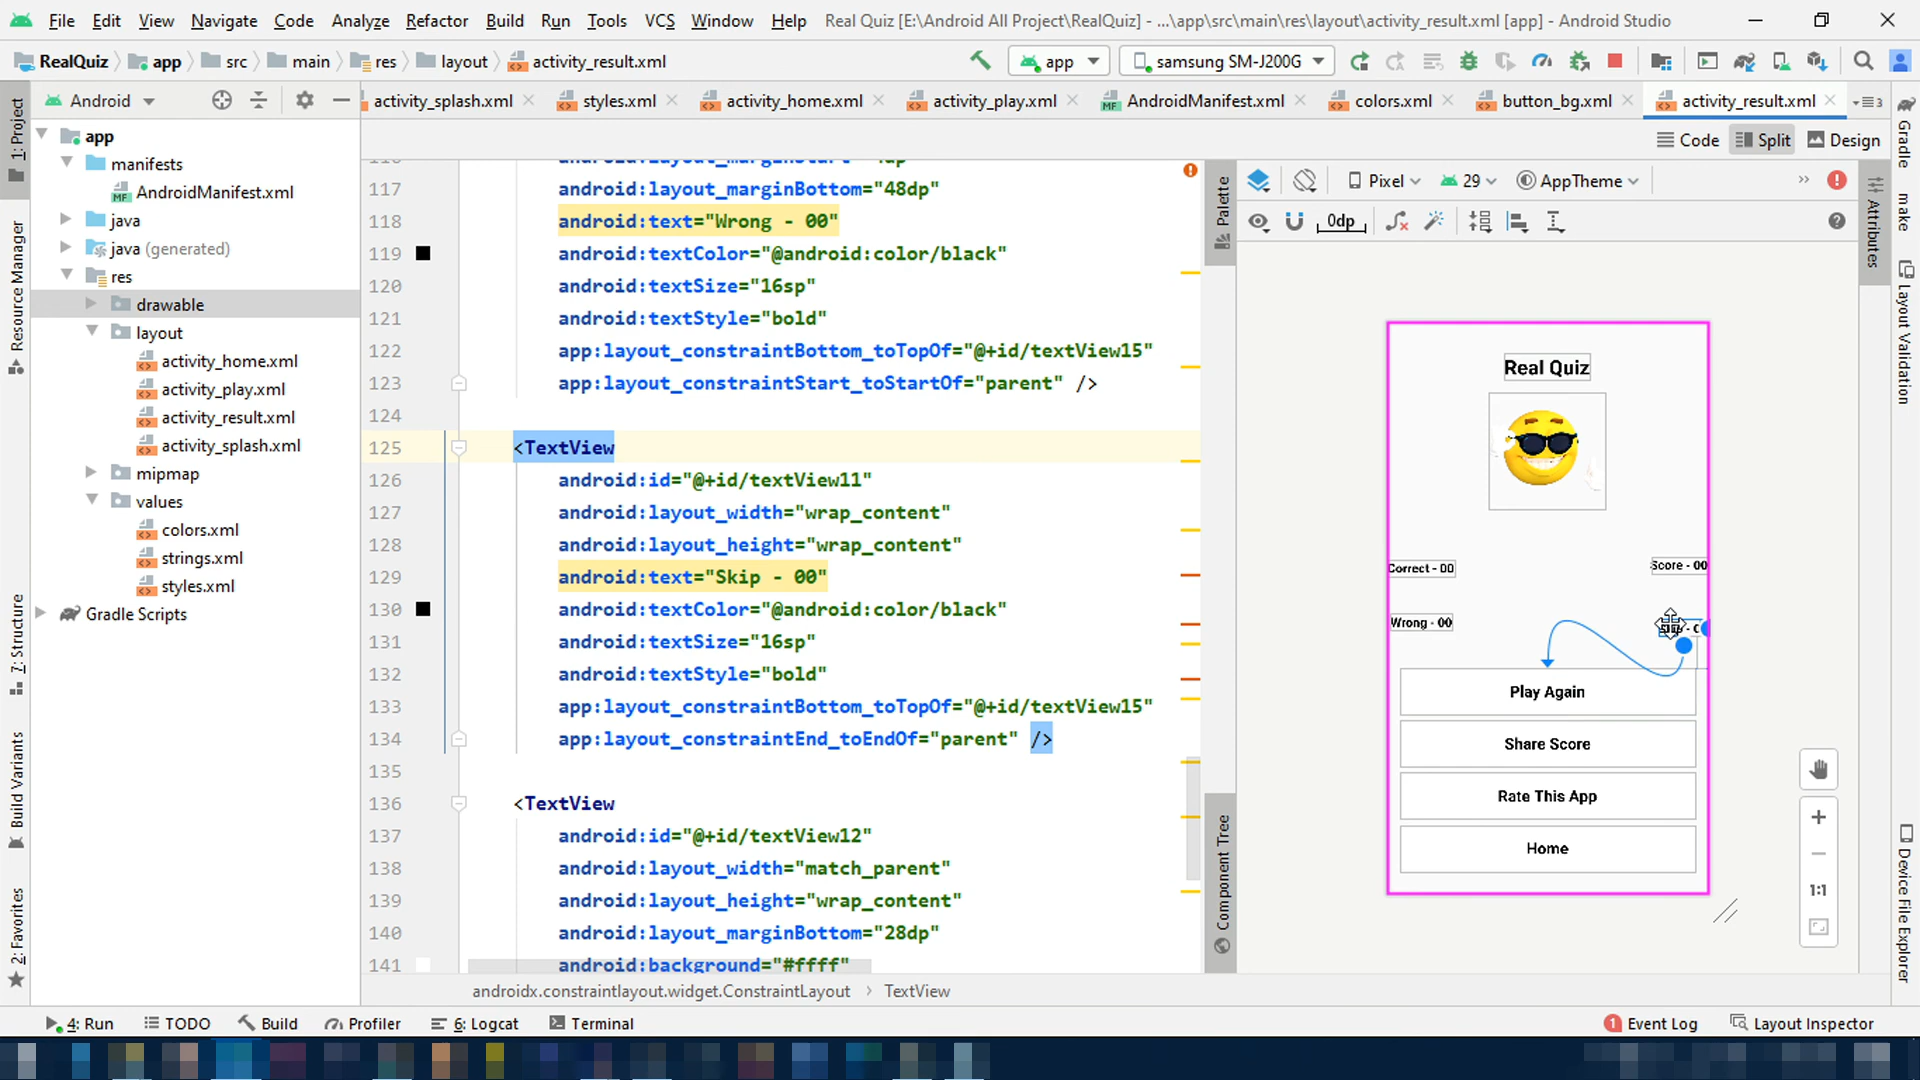 File Edit View Navigate Code Analyze Refactor Build Run Tools VCS Window Help Real Quiz [E:\Android All Project\RealQuiz] - ...\app\src\main\res\layout\activity_result.xml [app] - Android Studio
RealQuiz app src main res layout activity_result.xml app samsung SM-J200G
Android activity_splash.xml styles.xml activity_home.xml activity_play.xml AndroidManifest.xml colors.xml button_bg.xml activity_result.xml 3
Code Split Design
1: Project
Resource Manager
7: Structure
Build Variants
2: Favorites
app
manifests
AndroidManifest.xml
java
java (generated)
res
drawable
layout
activity_home.xml
activity_play.xml
activity_result.xml
activity_splash.xml
mipmap
values
colors.xml
strings.xml
styles.xml
Gradle Scripts
117 android:layout_marginBottom="48dp"
118 android:text="Wrong - 00"
119 android:textColor="@android:color/black"
120 android:textSize="16sp"
121 android:textStyle="bold"
122 app:layout_constraintBottom_toTopOf="@+id/textView15"
123 app:layout_constraintStart_toStartOf="parent" />
124
125 <TextView
126 android:id="@+id/textView11"
127 android:layout_width="wrap_content"
128 android:layout_height="wrap_content"
129 android:text="Skip - 00"
130 android:textColor="@android:color/black"
131 android:textSize="16sp"
132 android:textStyle="bold"
133 app:layout_constraintBottom_toTopOf="@+id/textView15"
134 app:layout_constraintEnd_toEndOf="parent" />
135
136 <TextView
137 android:id="@+id/textView12"
138 android:layout_width="match_parent"
139 android:layout_height="wrap_content"
140 android:layout_marginBottom="28dp"
141 android:background="#ffff"
androidx.constraintlayout.widget.ConstraintLayout TextView
Palette
Component Tree
Pixel 29 AppTheme
0dp
Real Quiz
Correct - 00
Score - 00
Wrong - 00
Play Again
Share Score
Rate This App
Home
1:1
Attributes
Gradle
make
Layout Validation
Device File Explorer
4: Run TODO Build Profiler 6: Logcat Terminal 1 Event Log Layout Inspector